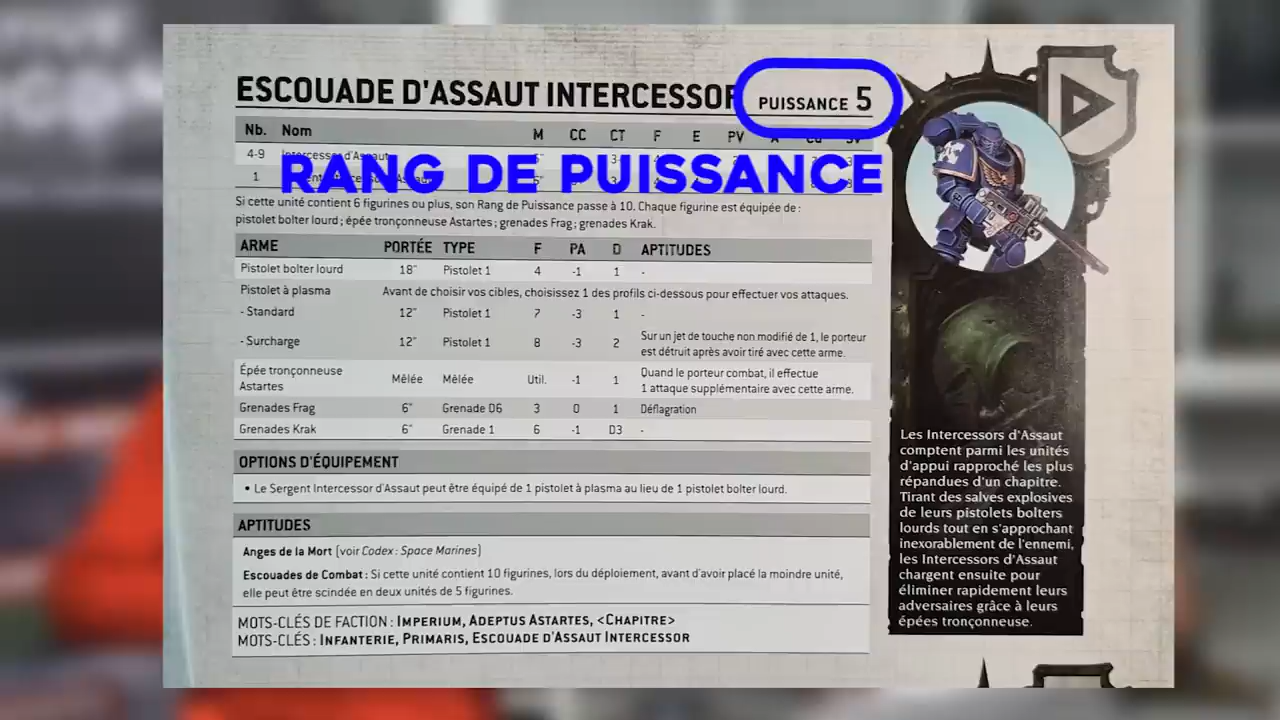 ESCOUADE D'ASSAUT INTERCESSOR
PUISSANCE 5
Nb. Nom M CC CT F E PV A Cd Sv
4-9 Intercessor d'Assaut
1
RANG DE PUISSANCE
Si cette unité contient 6 figurines ou plus, son Rang de Puissance passe à 10. Chaque figurine est équipée de :
pistolet bolter lourd ; épée tronçonneuse Astartes ; grenades Frag ; grenades Krak.
ARME PORTÉE TYPE F PA D APTITUDES
Pistolet bolter lourd 18" Pistolet 1 4 -1 1 -
Pistolet à plasma Avant de choisir vos cibles, choisissez 1 des profils ci-dessous pour effectuer vos attaques.
- Standard 12" Pistolet 1 7 -3 1 -
- Surcharge 12" Pistolet 1 8 -3 2 Sur un jet de touche non modifié de 1, le porteur
est détruit après avoir tiré avec cette arme.
Épée tronçonneuse
Astartes Mêlée Mêlée Util. -1 1 Quand le porteur combat, il effectue
1 attaque supplémentaire avec cette arme.
Grenades Frag 6" Grenade D6 3 0 1 Déflagration
Grenades Krak 6" Grenade 1 6 -1 D3 -
OPTIONS D'ÉQUIPEMENT
• Le Sergent Intercessor d'Assaut peut être équipé de 1 pistolet à plasma au lieu de 1 pistolet bolter lourd.
APTITUDES
Anges de la Mort (voir Codex : Space Marines)
Escouades de Combat : Si cette unité contient 10 figurines, lors du déploiement, avant d'avoir placé la moindre unité,
elle peut être scindée en deux unités de 5 figurines.
MOTS-CLÉS DE FACTION : IMPERIUM, ADEPTUS ASTARTES, <CHAPITRE>
MOTS-CLÉS : INFANTERIE, PRIMARIS, ESCOUADE D'ASSAUT INTERCESSOR
Les Intercessors d'Assaut
comptent parmi les unités
d'appui rapproché les plus
répandues d'un chapitre.
Tirant des salves explosives
de leurs pistolets bolters
lourds tout en s'approchant
inexorablement de l'ennemi,
les Intercessors d'Assaut
chargent ensuite pour
éliminer rapidement leurs
adversaires grâce à leurs
épées tronçonneuse.